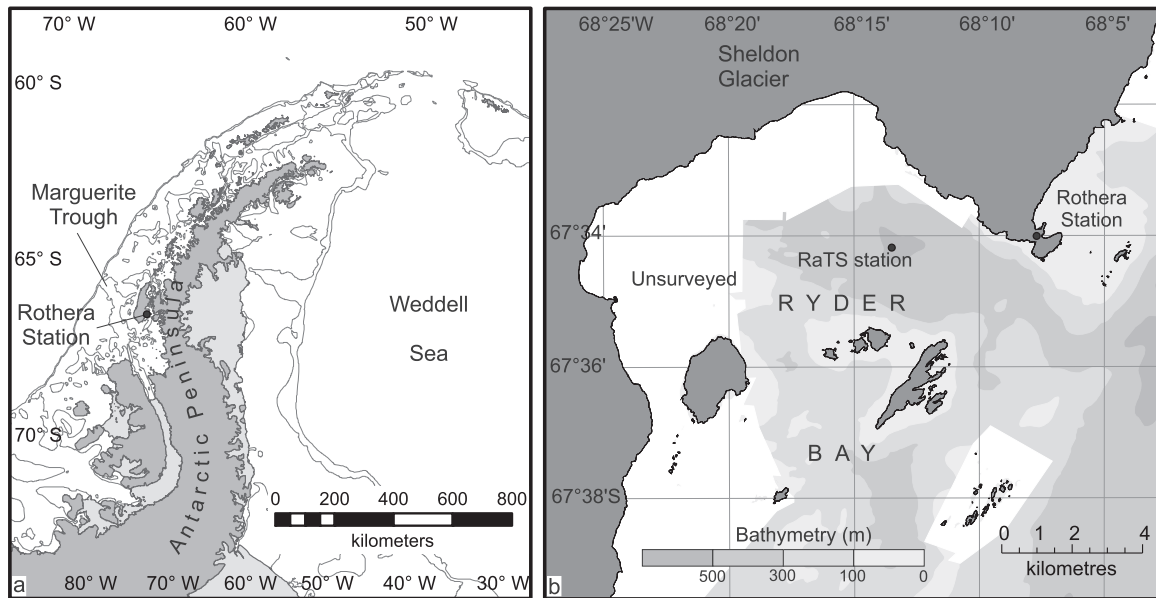 70° W
60° W
50° W
60° S
Marguerite
Trough
65° S
Rothera
Station
Weddell
Sea
70° S
Antarctic Peninsula
0 200 400 600 800
kilometers
a
80° W 70° W 60° W 50° W 40° W 30° W
68°25'W 68°20' 68°15' 68°10' 68°5'
Sheldon
Glacier
Rothera
Station
67°34'
RaTS station
Unsurveyed
RYDER
67°36'
BAY
67°38'S
Bathymetry (m)
500 300 100 0
0 1 2 4
kilometres
b